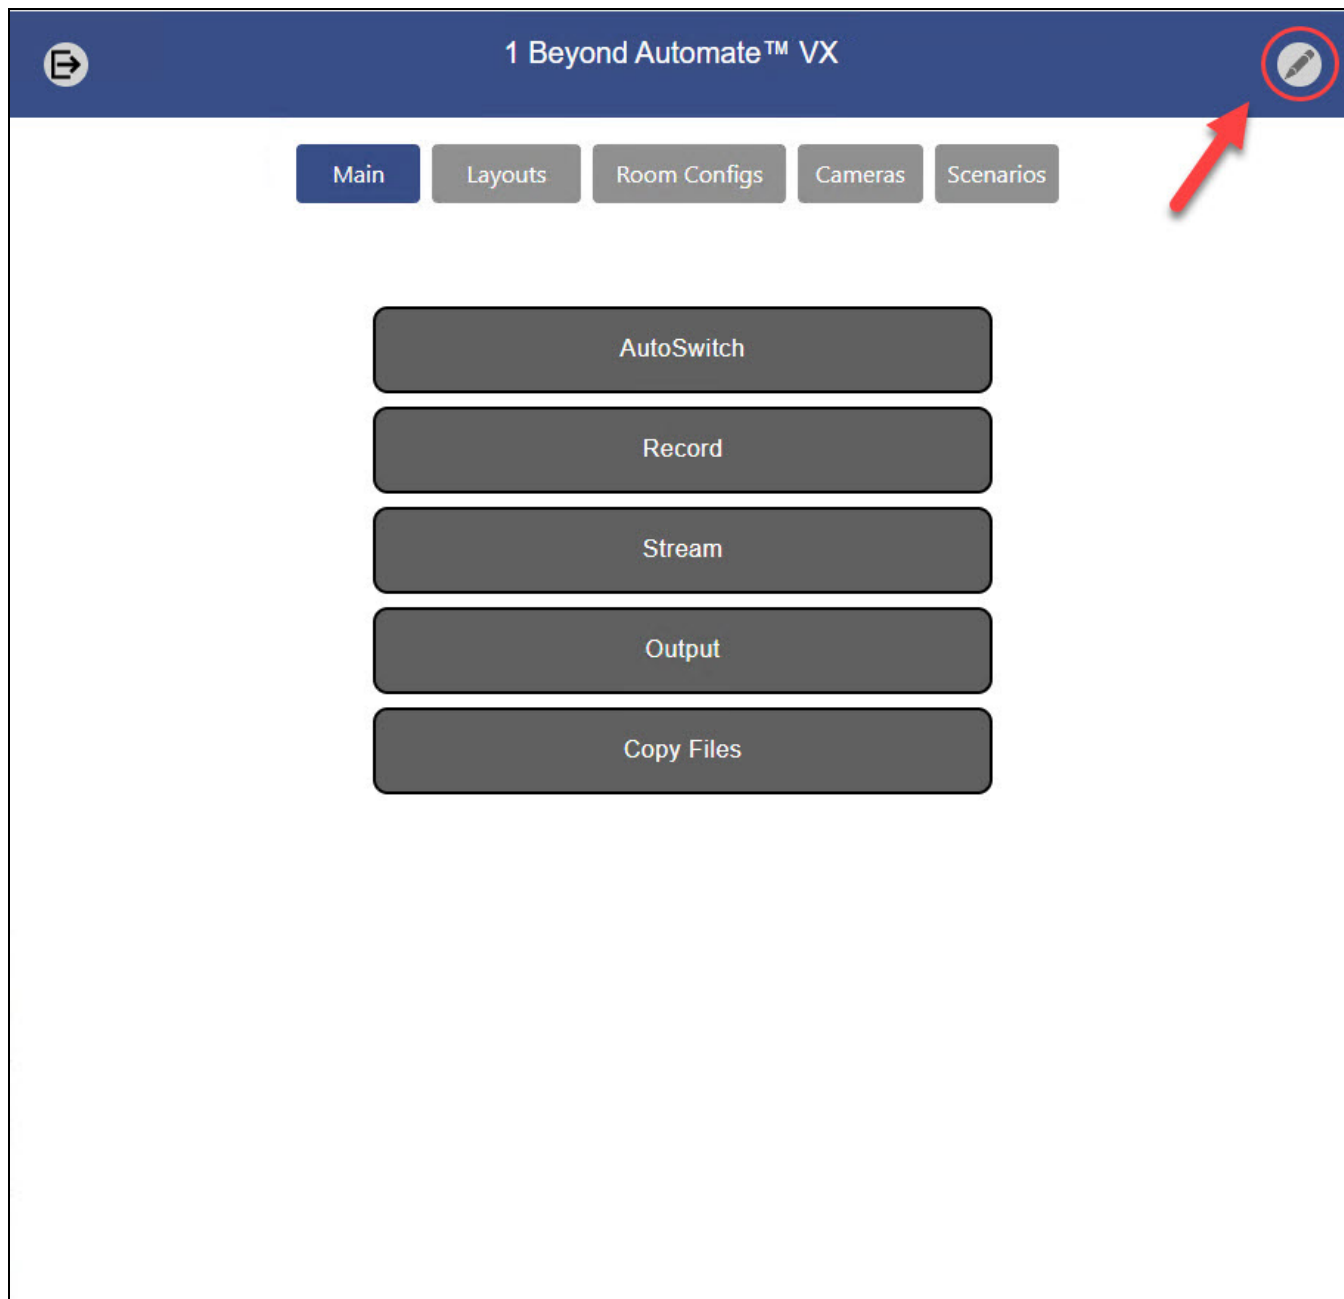 1 Beyond Automate™ VX
Main Layouts Room Configs Cameras Scenarios
AutoSwitch
Record
Stream
Output
Copy Files